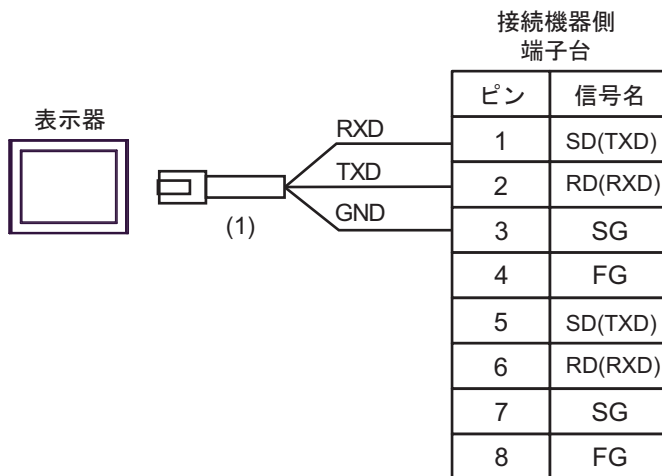 接続機器側
端子台
ピン 信号名
表示器
RXD
1 SD(TXD)
TXD
2 RD(RXD)
GND
(1)
3 SG
4 FG
5 SD(TXD)
6 RD(RXD)
7 SG
8 FG